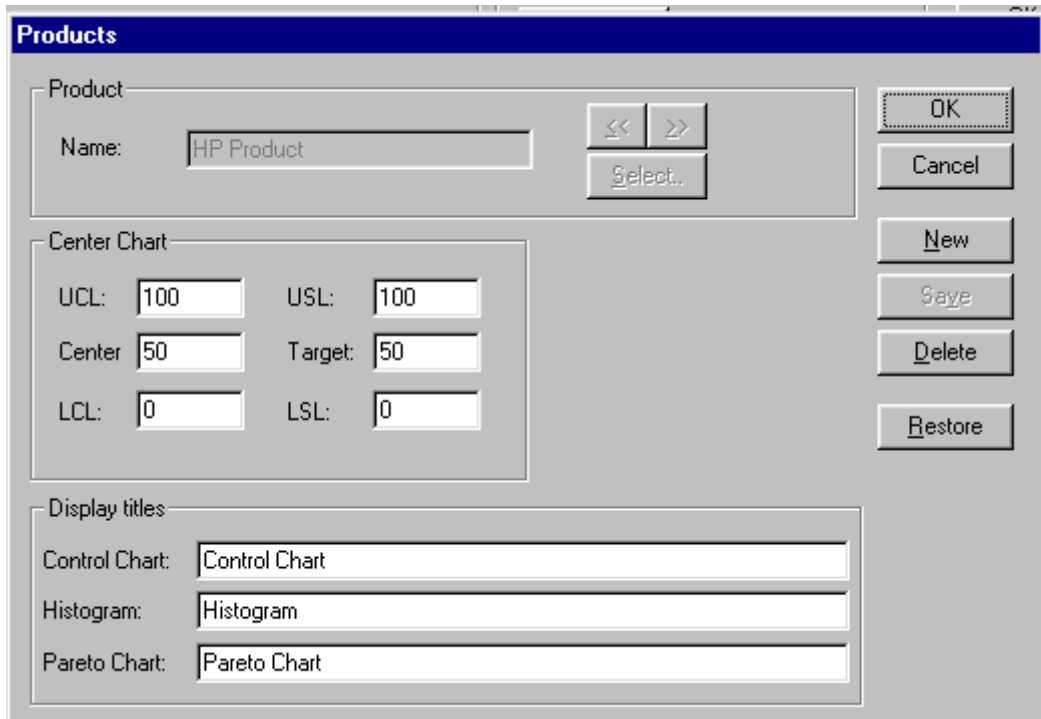 Products
Product
Name: HP Product << >>
Select..
OK
Cancel
New
Save
Delete
Restore
Center Chart
UCL: 100 USL: 100
Center 50 Target: 50
LCL: 0 LSL: 0
Display titles
Control Chart: Control Chart
Histogram: Histogram
Pareto Chart: Pareto Chart